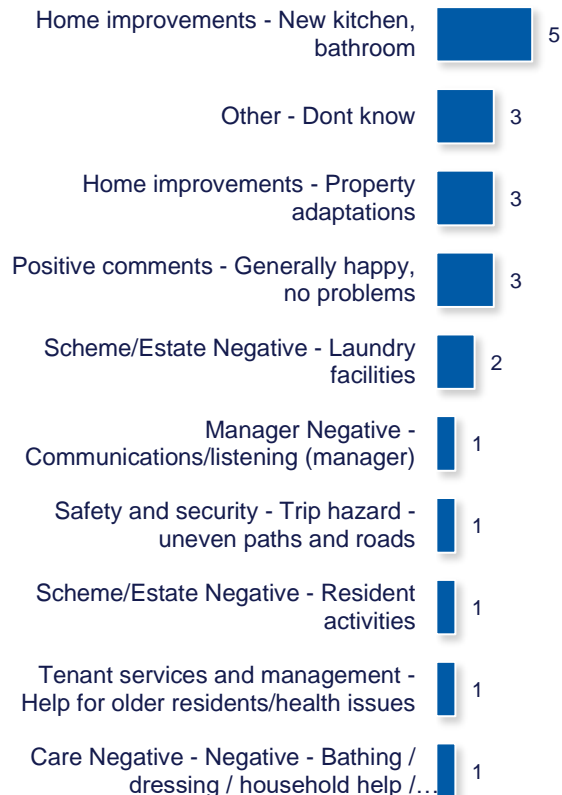 Home improvements - New kitchen,
bathroom
5
Other - Dont know
3
Home improvements - Property
adaptations
3
Positive comments - Generally happy,
no problems
3
Scheme/Estate Negative - Laundry
facilities
2
Manager Negative -
Communications/listening (manager)
1
Safety and security - Trip hazard -
uneven paths and roads
1
Scheme/Estate Negative - Resident
activities
1
Tenant services and management -
Help for older residents/health issues
1
Care Negative - Negative - Bathing /
dressing / household help /…
1